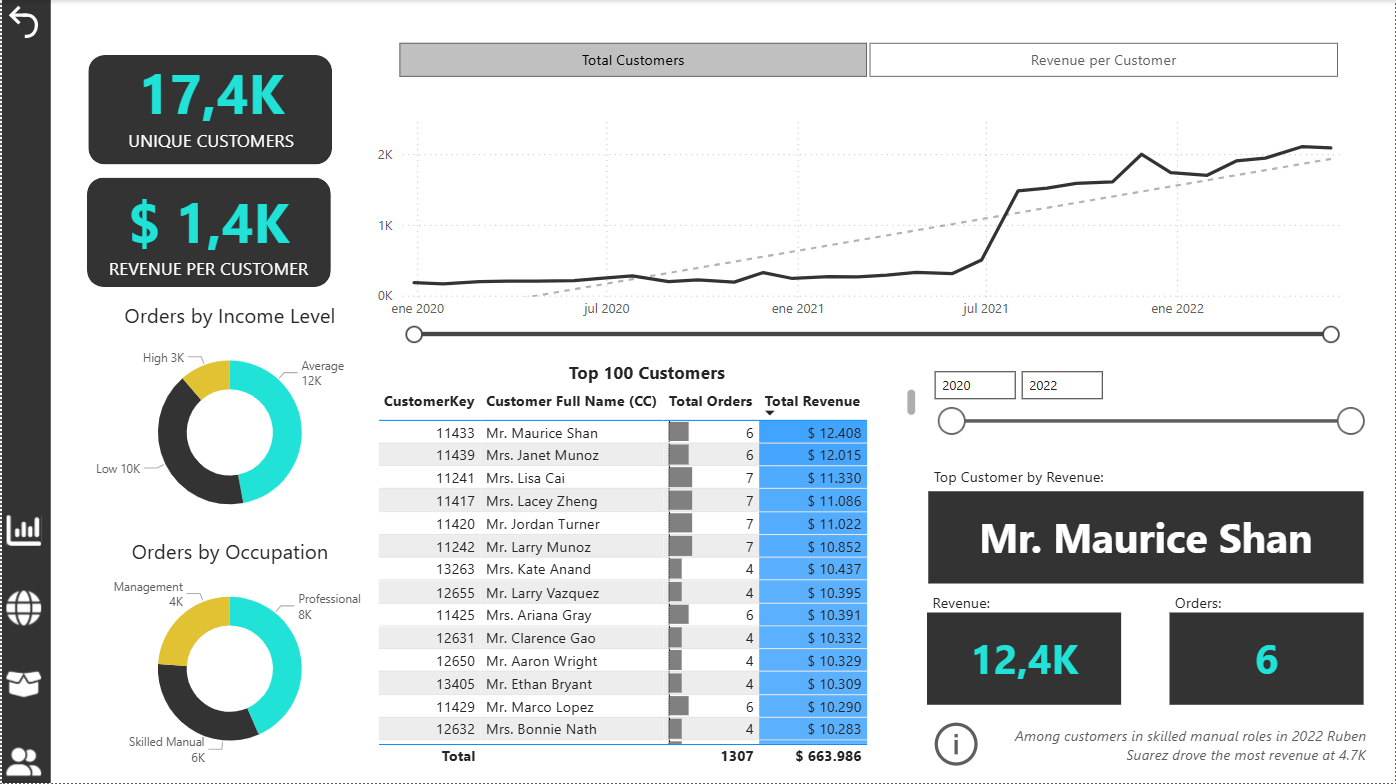 17,4K
UNIQUE CUSTOMERS
$ 1,4K
REVENUE PER CUSTOMER
Orders by Income Level
High 3K
Average
12K
Low 10K
Orders by Occupation
Management
4K
Professional
8K
Skilled Manual
6K
Total Customers
Revenue per Customer
2K
1K
0K
ene 2020
jul 2020
ene 2021
jul 2021
ene 2022
Top 100 Customers
CustomerKey Customer Full Name (CC) Total Orders Total Revenue
11433 Mr. Maurice Shan 6 $ 12.408
11439 Mrs. Janet Munoz 6 $ 12.015
11241 Mrs. Lisa Cai 7 $ 11.330
11417 Mrs. Lacey Zheng 7 $ 11.086
11420 Mr. Jordan Turner 7 $ 11.022
11242 Mr. Larry Munoz 7 $ 10.852
13263 Mrs. Kate Anand 4 $ 10.437
12655 Mr. Larry Vazquez 4 $ 10.395
11425 Mrs. Ariana Gray 6 $ 10.391
12631 Mr. Clarence Gao 4 $ 10.332
12650 Mr. Aaron Wright 4 $ 10.329
13405 Mr. Ethan Bryant 4 $ 10.309
11429 Mr. Marco Lopez 6 $ 10.290
12632 Mrs. Bonnie Nath 4 $ 10.283
Total 1307 $ 663.986
2020
2022
Top Customer by Revenue:
Mr. Maurice Shan
Revenue:
12,4K
Orders:
6
Among customers in skilled manual roles in 2022 Ruben
Suarez drove the most revenue at 4.7K